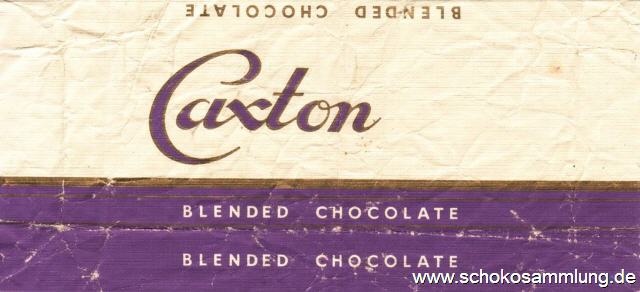 BLENDED CHOCOLATE
Caxton
BLENDED CHOCOLATE
BLENDED CHOCOLATE
www.schokosammlung.de